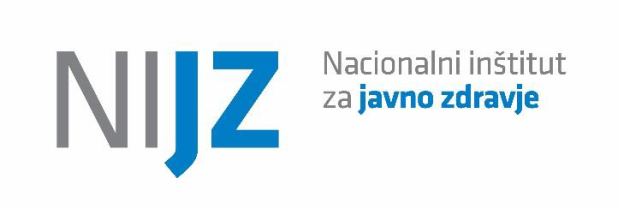 NIJZ
Nacionalni inštitut
za javno zdravje